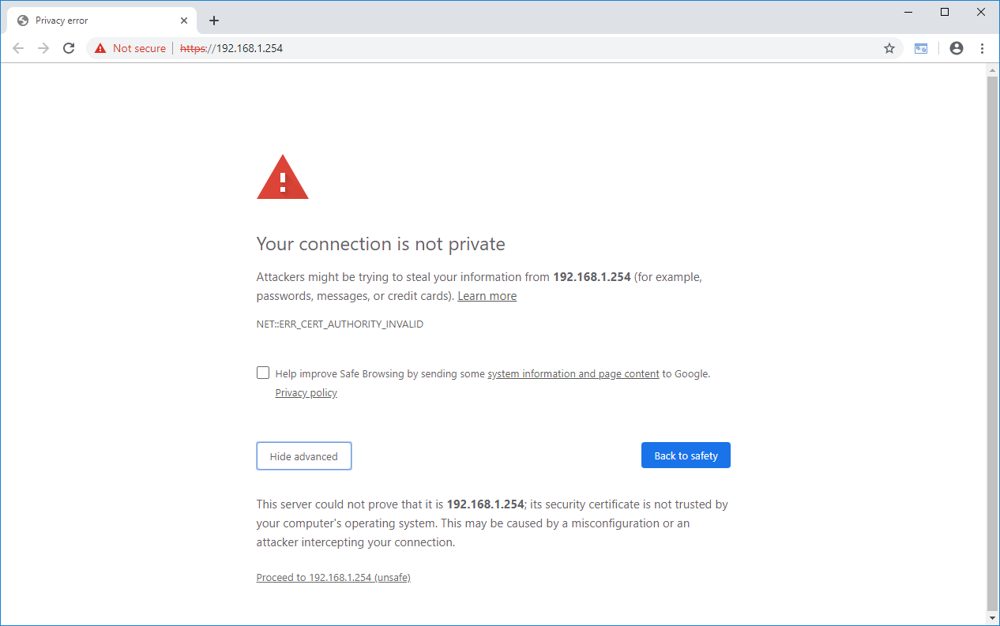 Privacy error
Not secure
https://192.168.1.254
Your connection is not private
Attackers might be trying to steal your information from 192.168.1.254 (for example,
passwords, messages, or credit cards). Learn more
NET::ERR_CERT_AUTHORITY_INVALID
Help improve Safe Browsing by sending some system information and page content to Google.
Privacy policy
Hide advanced
Back to safety
This server could not prove that it is 192.168.1.254; its security certificate is not trusted by
your computer's operating system. This may be caused by a misconfiguration or an
attacker intercepting your connection.
Proceed to 192.168.1.254 (unsafe)